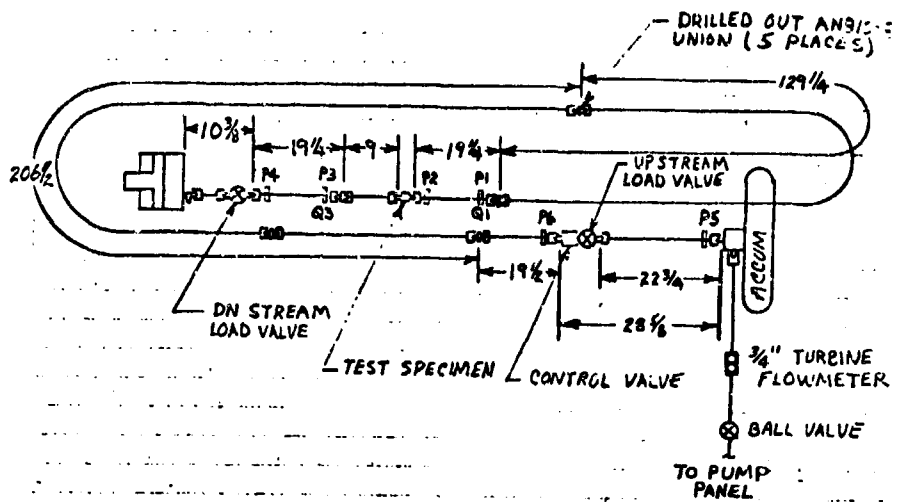 DRILLED OUT
UNION (5 PLACES)
129 1/4
10 3/8
19 1/4
9
19 1/4
206 1/2
UPSTREAM
LOAD VALVE
P4
P3
P2
P1
Q3
Q1
P6
P5
ACCUM
19 1/2
22 3/4
28 5/8
DN STREAM
LOAD VALVE
TEST SPECIMEN
CONTROL VALVE
3/4" TURBINE
FLOWMETER
BALL VALVE
TO PUMP
PANEL